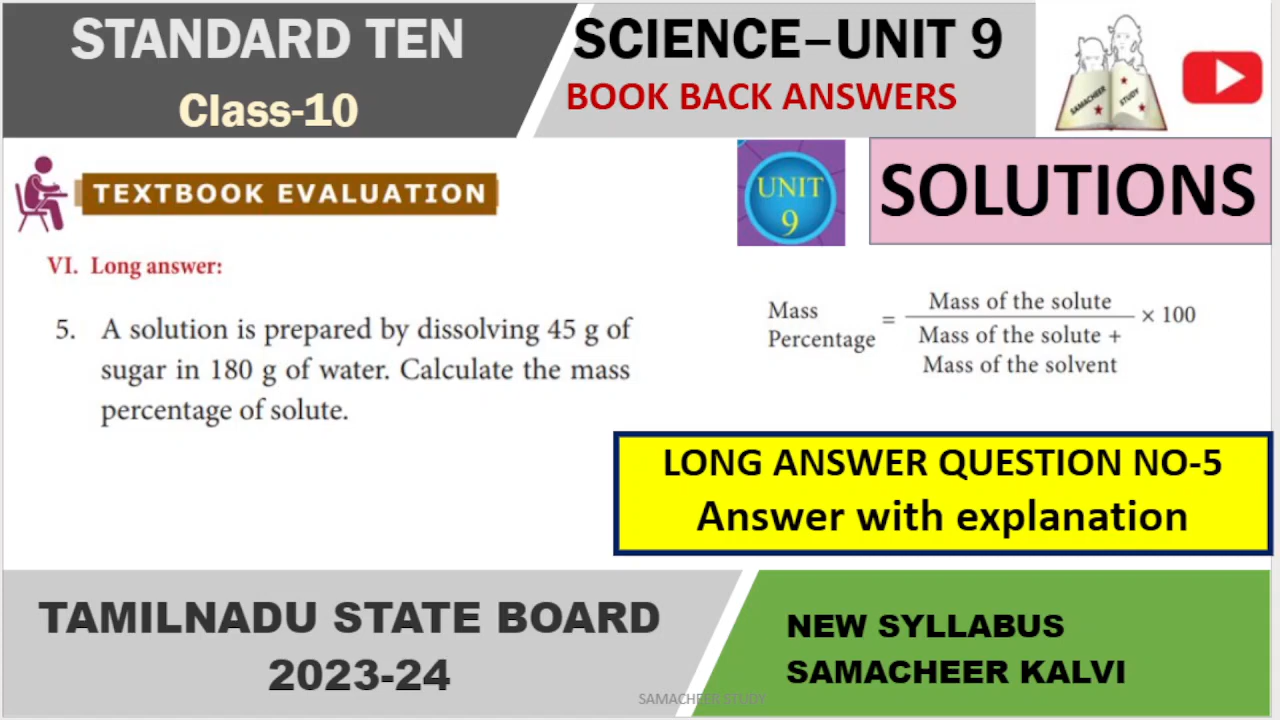 STANDARD TEN
Class-10
SCIENCE–UNIT 9
BOOK BACK ANSWERS
SAMACHEER STUDY
TEXTBOOK EVALUATION
UNIT
9
SOLUTIONS
VI. Long answer:
5. A solution is prepared by dissolving 45 g of
sugar in 180 g of water. Calculate the mass
percentage of solute.
Mass
Percentage
=
Mass of the solute
Mass of the solute +
Mass of the solvent
× 100
LONG ANSWER QUESTION NO-5
Answer with explanation
TAMILNADU STATE BOARD
2023-24
NEW SYLLABUS
SAMACHEER KALVI
SAMACHEER STUDY